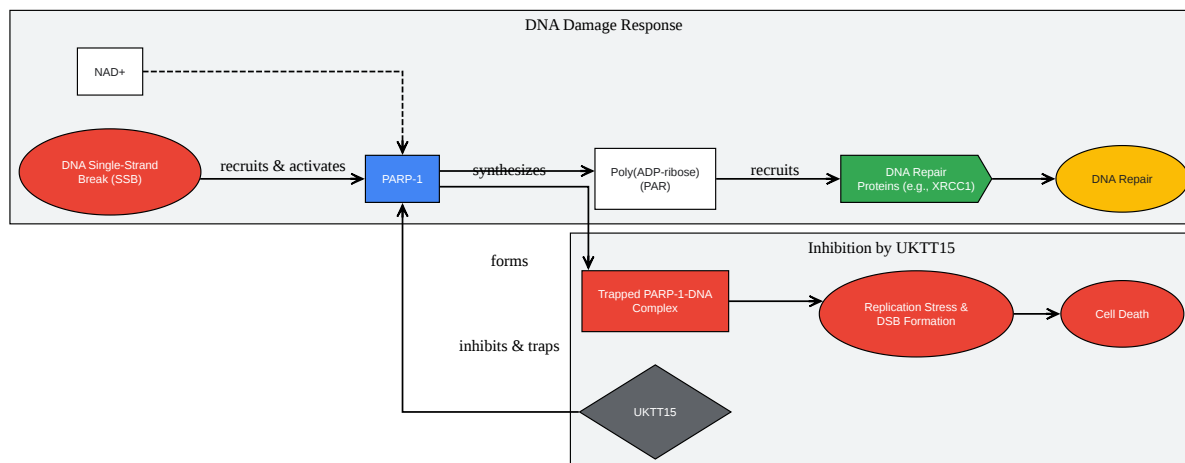 DNA Damage Response
NAD+
DNA Single-Strand
Break (SSB)
recruits & activates
PARP-1
synthesizes
Poly(ADP-ribose)
(PAR)
recruits
DNA Repair
Proteins (e.g., XRCC1)
DNA Repair
Inhibition by UKTT15
forms
Trapped PARP-1-DNA
Complex
Replication Stress &
DSB Formation
Cell Death
inhibits & traps
UKTT15